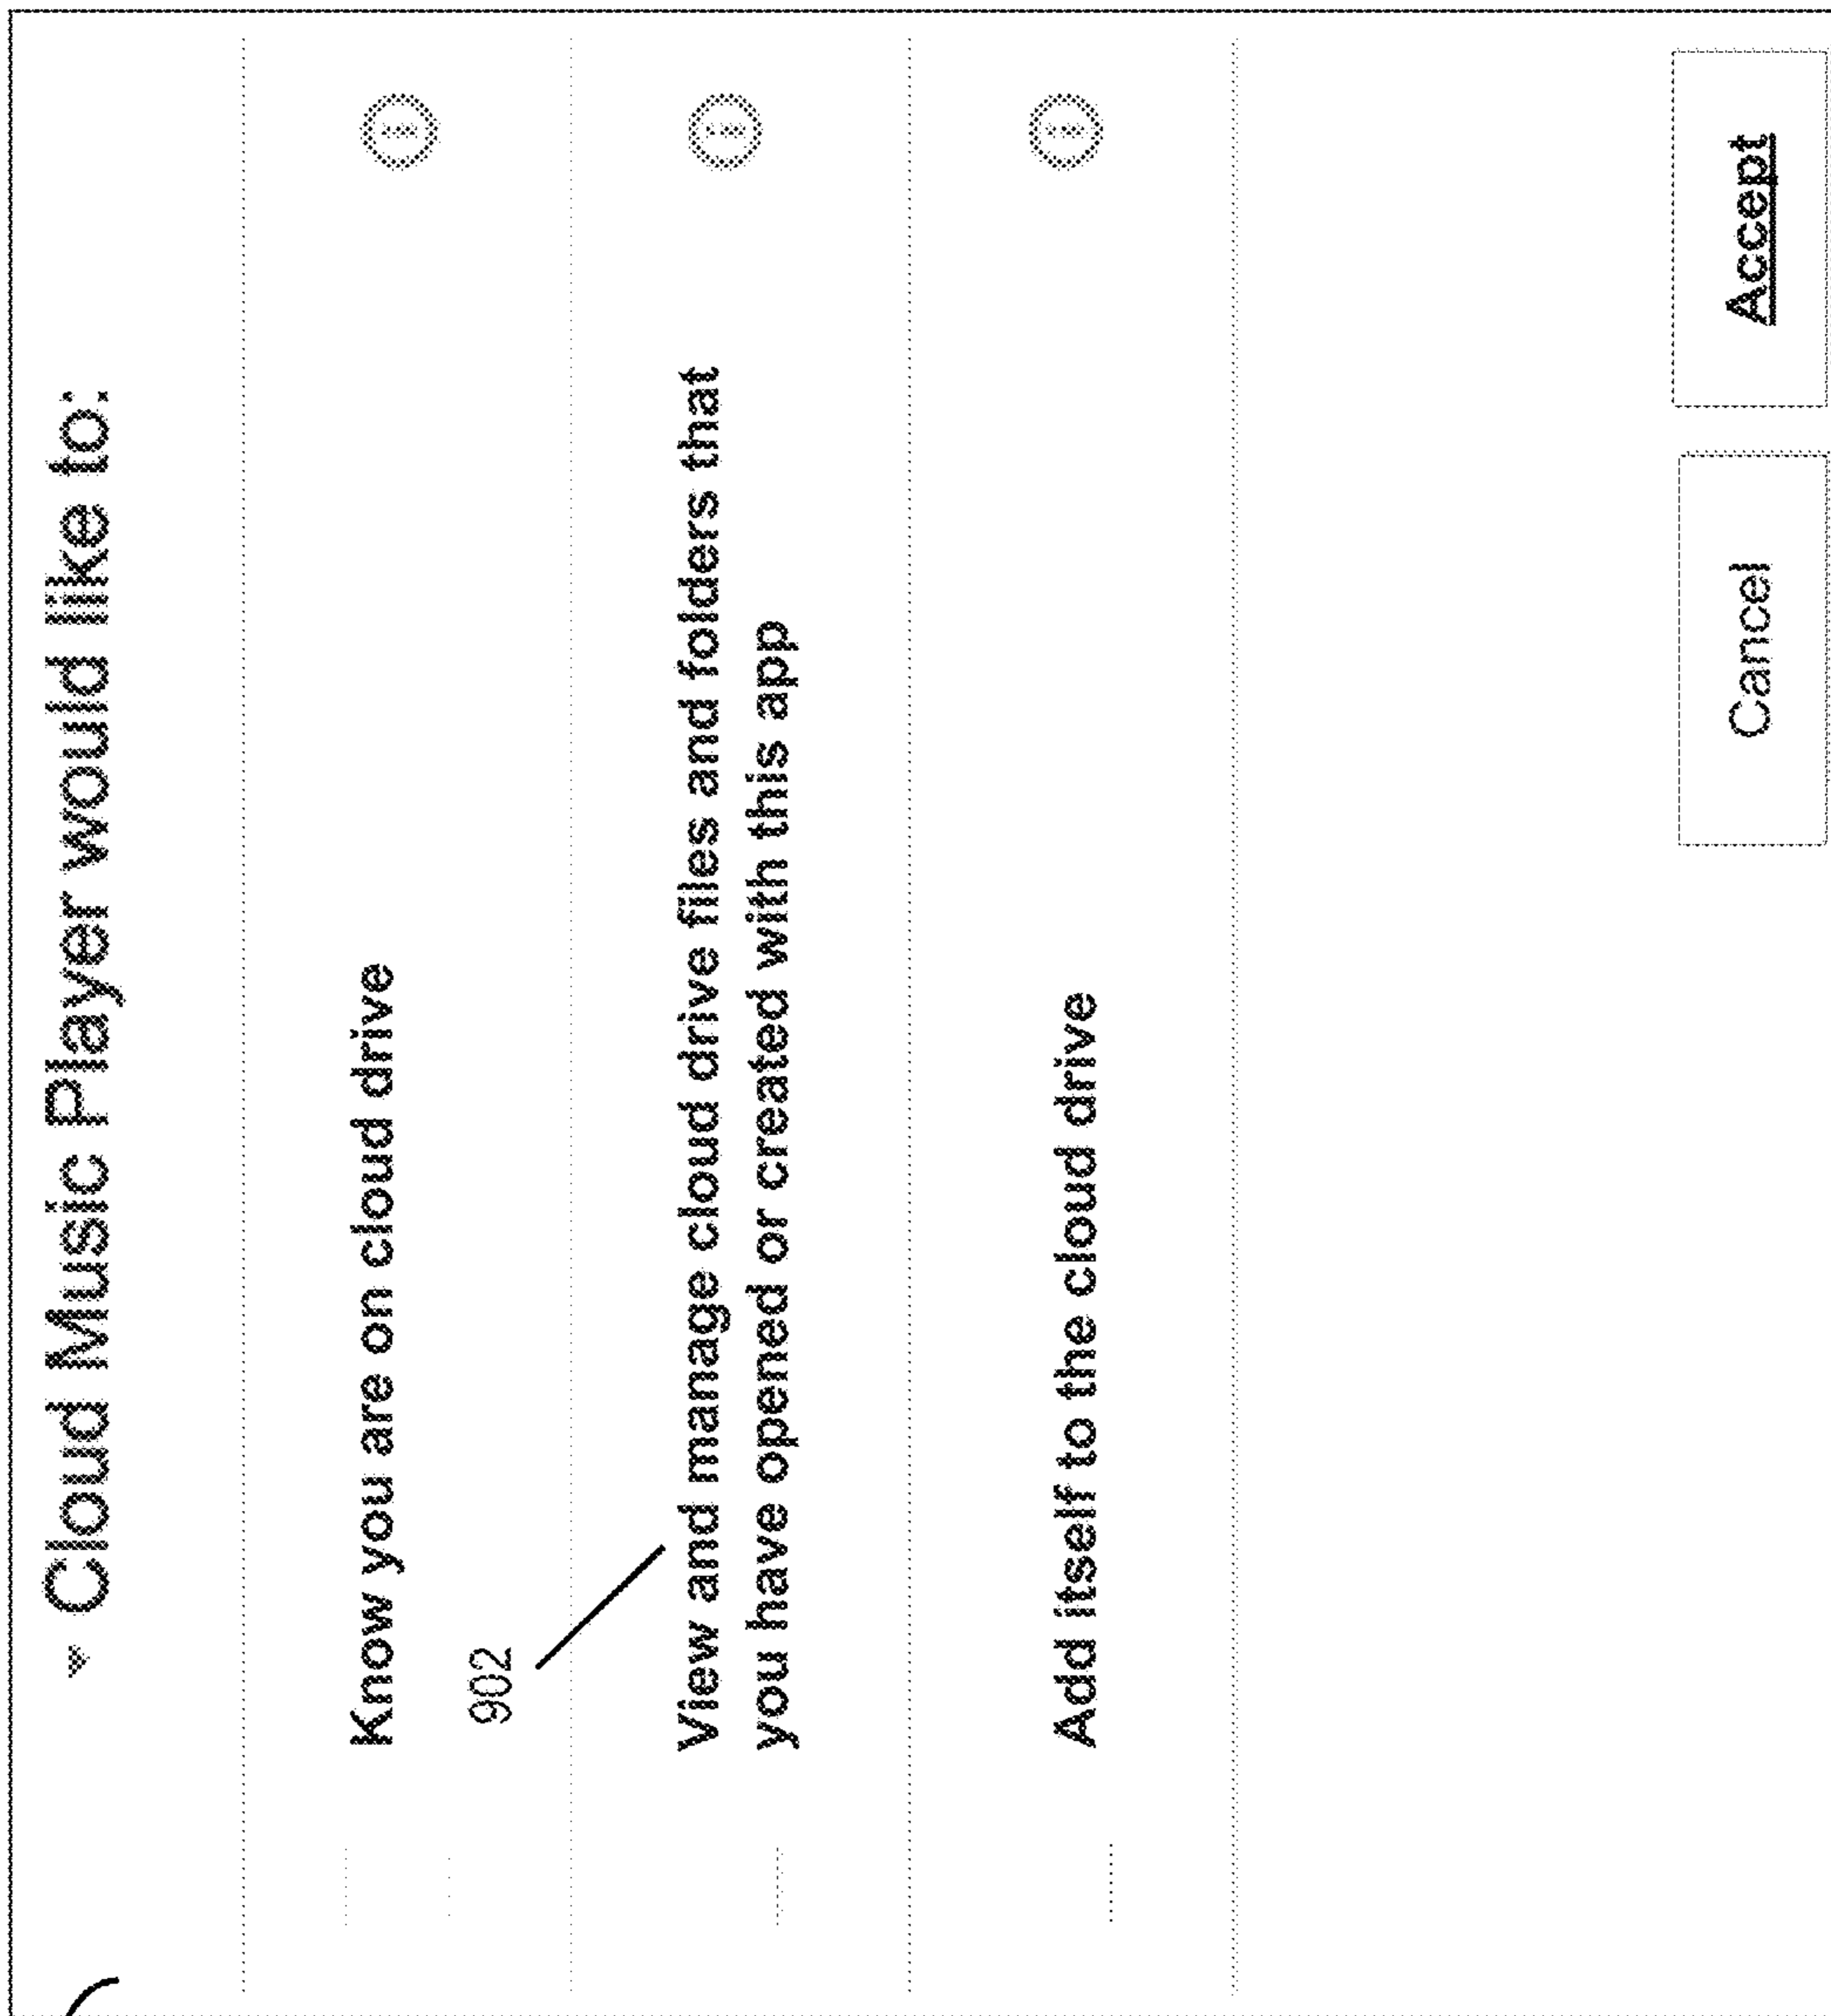 Cloud Music Player would like to:
Know you are on cloud drive
902
View and manage cloud drive files and folders that
you have opened or created with this app
Add itself to the cloud drive
Cancel
Accept